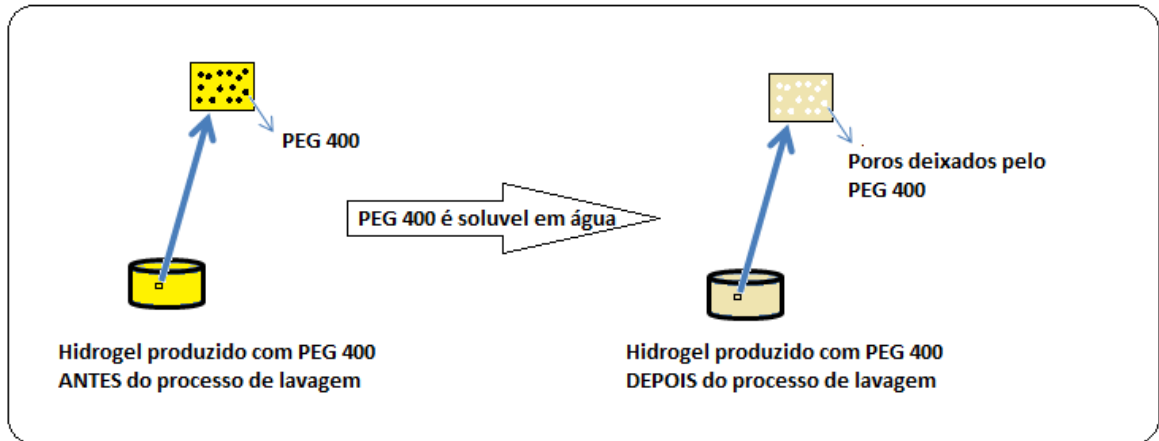 PEG 400
PEG 400 é soluvel em água
Hidrogel produzido com PEG 400
ANTES do processo de lavagem
Poros deixados pelo
PEG 400
Hidrogel produzido com PEG 400
DEPOIS do processo de lavagem